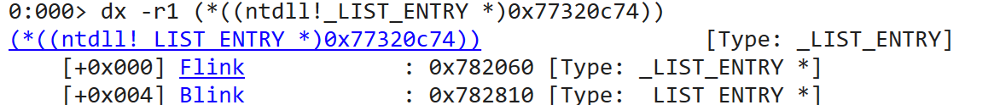 0:000> dx -r1 (*((ntdll!_LIST_ENTRY *)0x77320c74))
(*((ntdll!_LIST_ENTRY *)0x77320c74))                 [Type: _LIST_ENTRY]
    [+0x000] Flink            : 0x782060 [Type: _LIST_ENTRY *]
    [+0x004] Blink            : 0x782810 [Type: _LIST_ENTRY *]